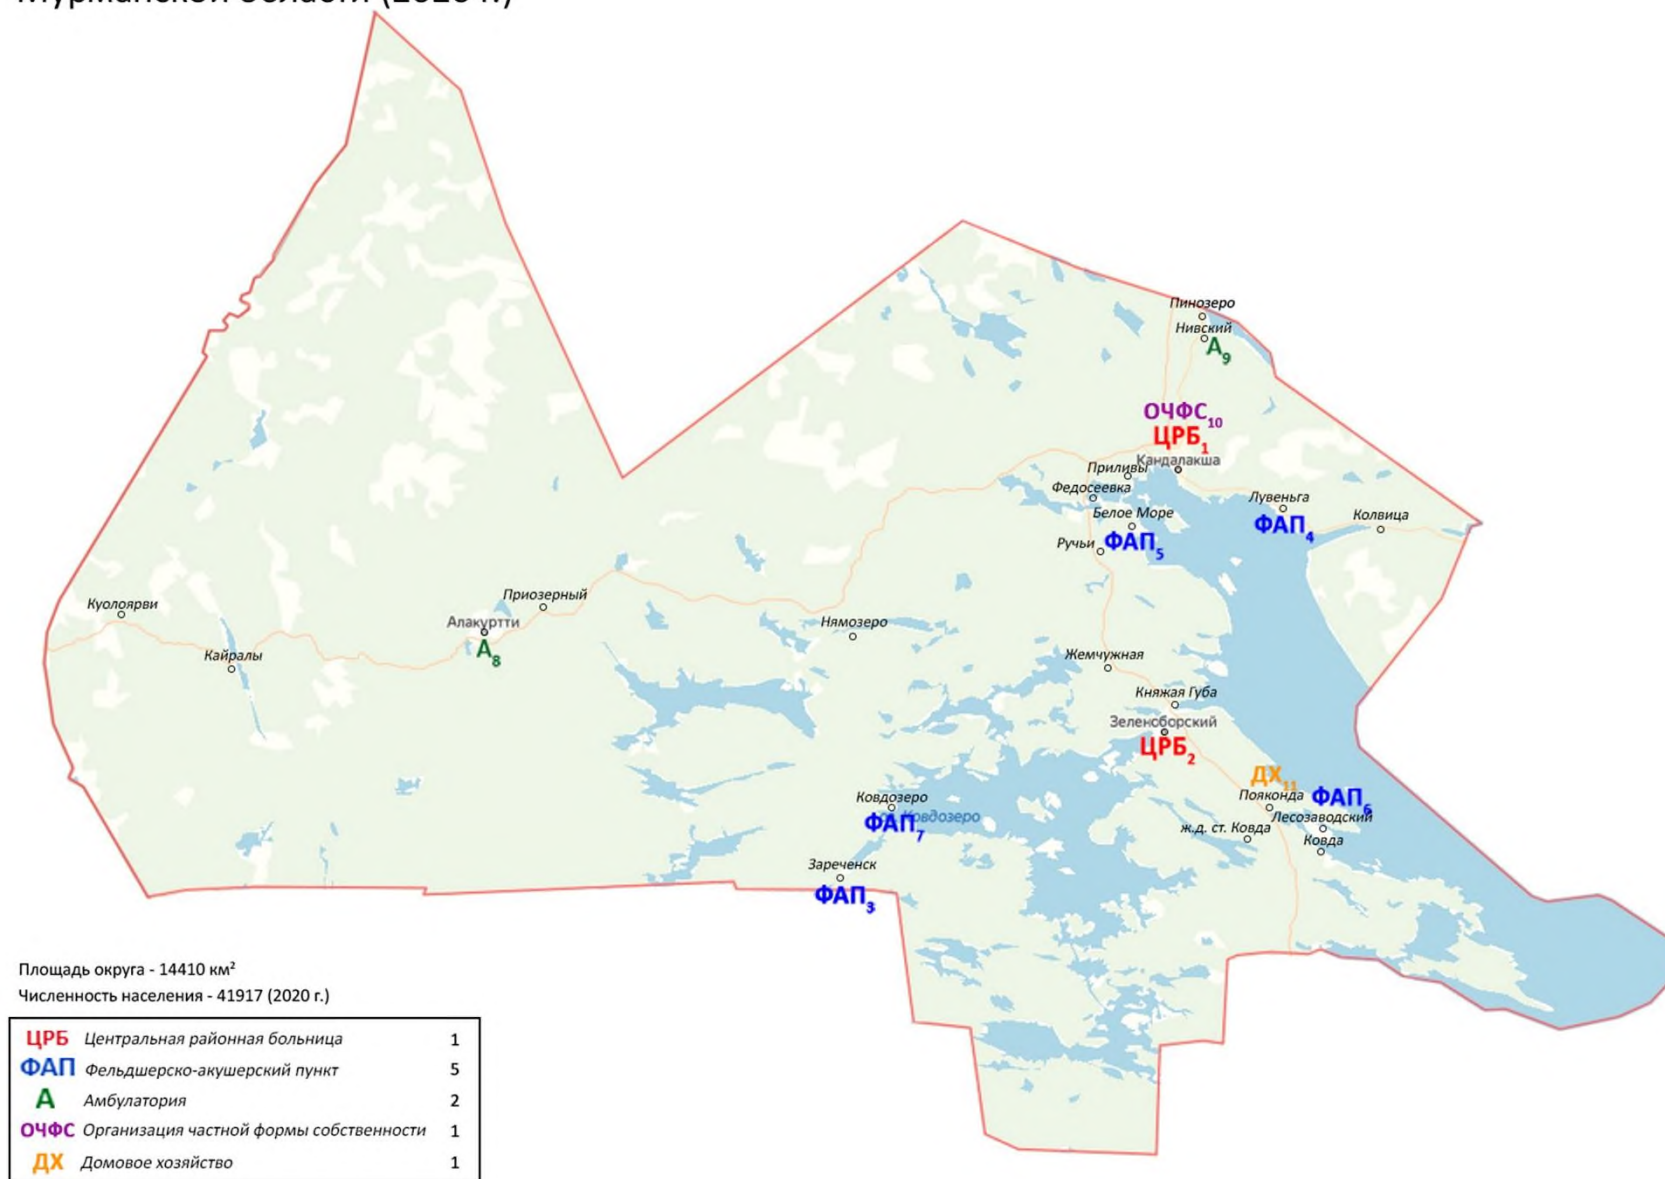 Мурманской области (2020 г.)
Пинозеро
Нивский
А9
ОЧФС10
ЦРБ1
Кандалакша
Приливы
Федосеевка
Белое Море
ФАП5
Ручьи
Лувеньга
ФАП4
Колвица
Куолоярви
Кайралы
Алакуртти
А8
Приозерный
Нямозеро
Жемчужная
Княжая Губа
Зеленоборский
ЦРБ2
ДХ11
Пояконда
ФАП6
Лесозаводский
ж.д. ст. Ковда
Ковда
Ковдозеро
ФАП7
Ковдозеро
Зареченск
ФАП3
Площадь округа - 14410 км²
Численность населения - 41917 (2020 г.)
ЦРБ Центральная районная больница 1
ФАП Фельдшерско-акушерский пункт 5
А Амбулатория 2
ОЧФС Организация частной формы собственности 1
ДХ Домовое хозяйство 1